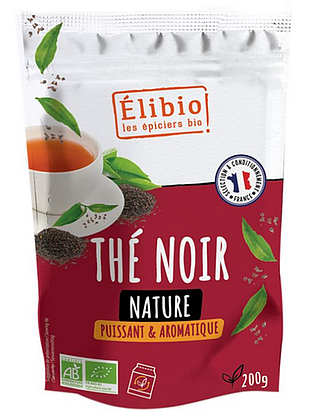 Élibio!
les épiciers bio
SÉLECTION & CONDITIONNEMENT
FRANCE
THÉ NOIR
NATURE
PUISSANT & AROMATIQUE
AB
200g